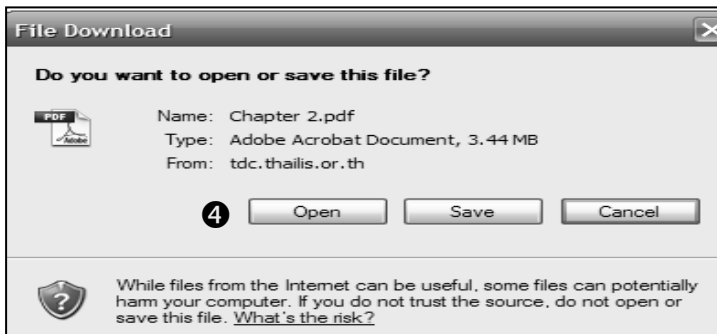 File Download
Do you want to open or save this file?
PDF
Adobe
Name: Chapter 2.pdf
Type: Adobe Acrobat Document, 3.44 MB
From: tdc.thailis.or.th
❹ Open Save Cancel
While files from the Internet can be useful, some files can potentially
harm your computer. If you do not trust the source, do not open or
save this file. What's the risk?